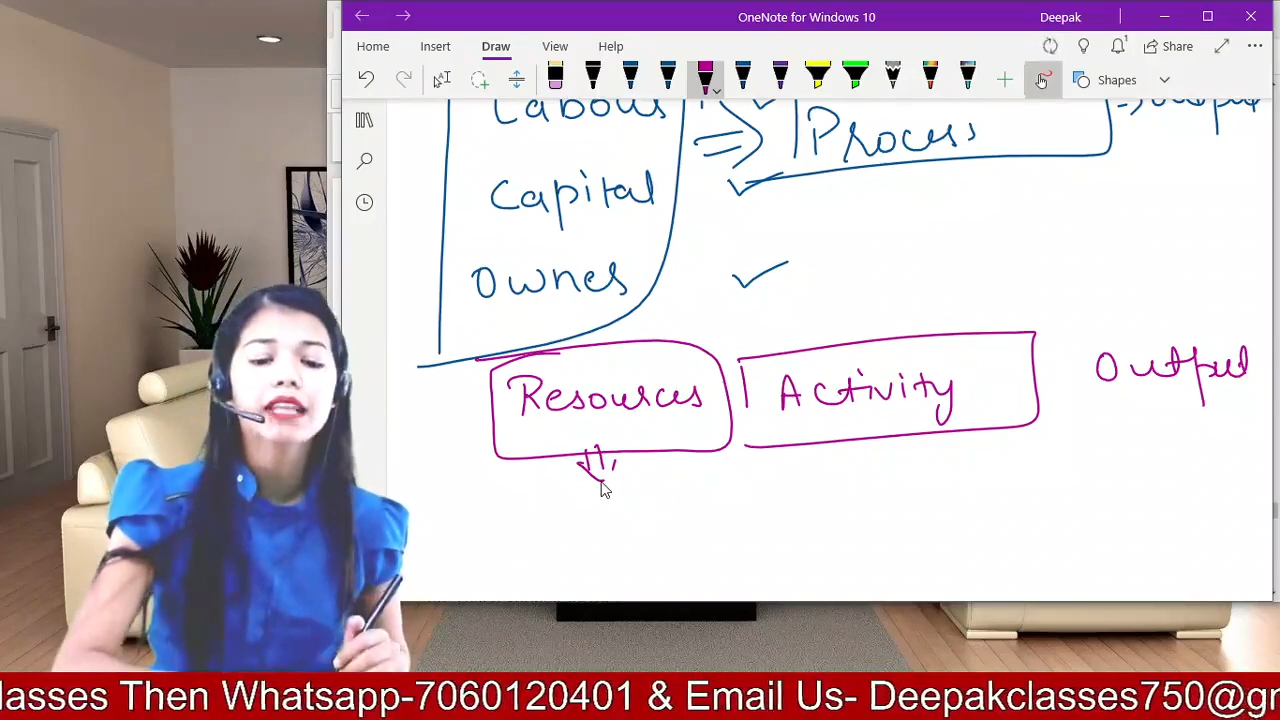 OneNote for Windows 10 Deepak
Home Insert Draw View Help Share
Shapes
Labour
Process
Capital
Owner
Resources Activity Output
lasses Then Whatsapp-7060120401 & Email Us- Deepakclasses750@gr